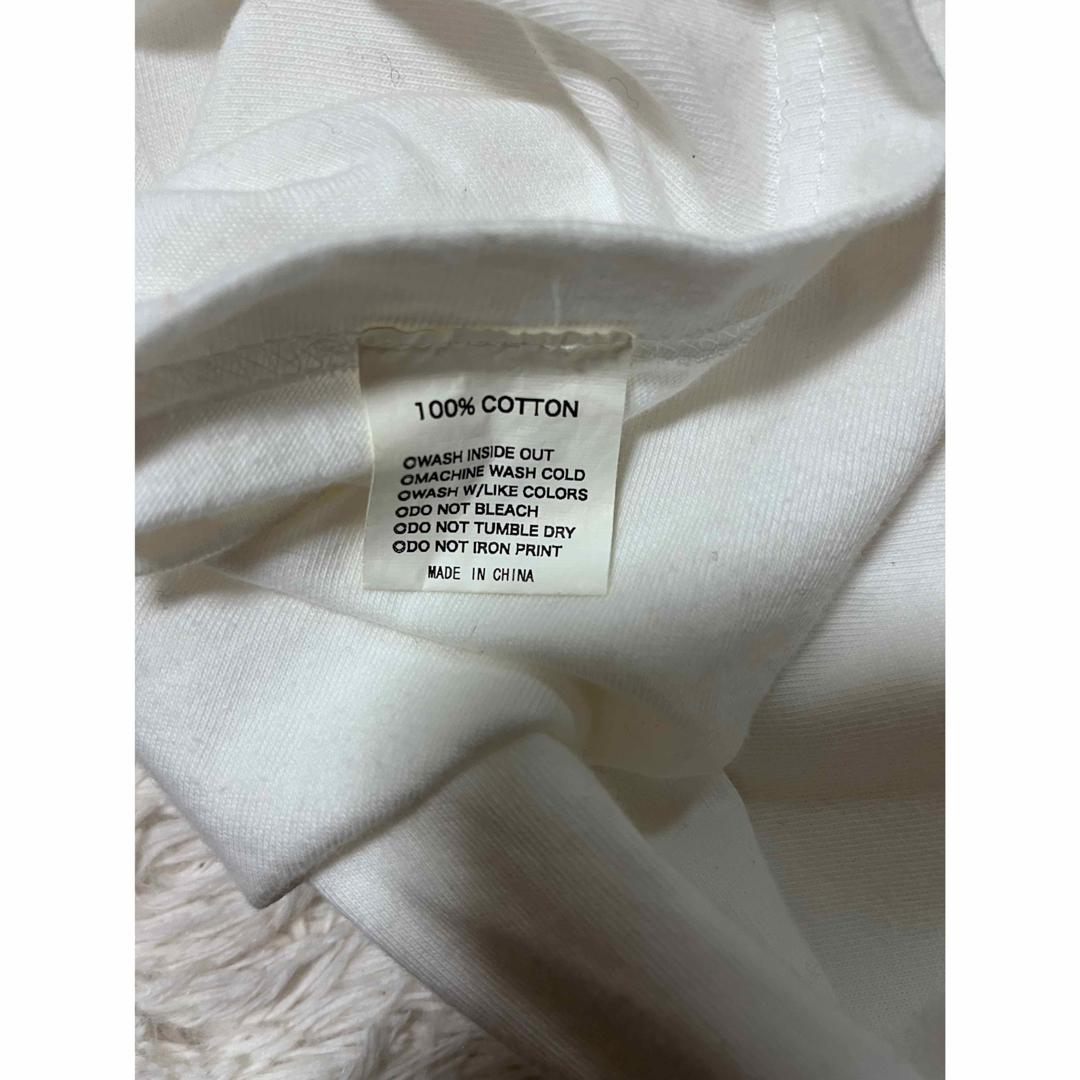 100% COTTON
○WASH INSIDE OUT
○MACHINE WASH COLD
○WASH W/LIKE COLORS
○DO NOT BLEACH
○DO NOT TUMBLE DRY
○DO NOT IRON PRINT
MADE IN CHINA